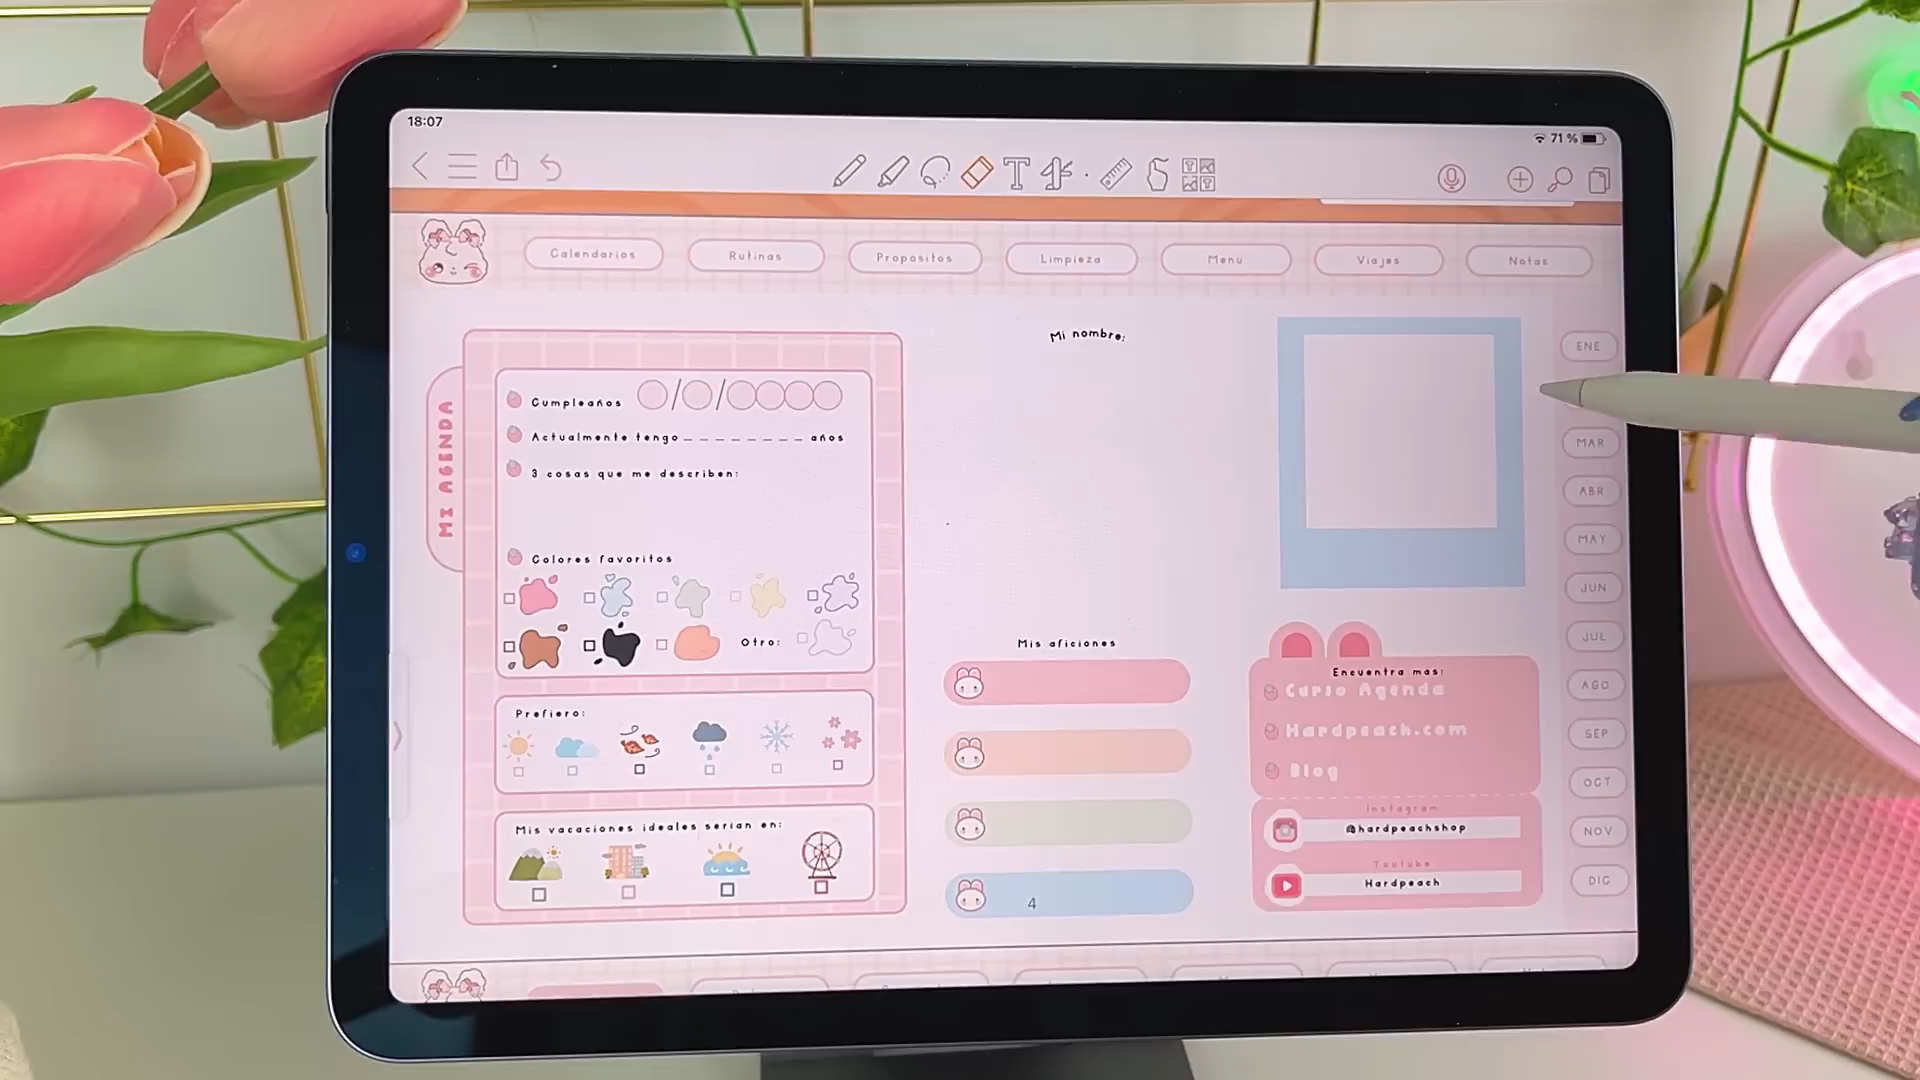 18:07
71 %
Calendarios
Rutinas
Propositos
Limpieza
Menu
Viajes
Notas
MI AGENDA
Cumpleaños / /
Actualmente tengo _ _ _ _ _ _ _ _ años
3 cosas que me describen:
Colores favoritos
Otro:
Prefiero:
Mis vacaciones ideales serian en:
Mi nombre:
Mis aficiones
4
Encuentra mas:
Curso Agenda
Hardpeach.com
Blog
Instagram
@hardpeachshop
Youtube
Hardpeach
ENE
MAR
ABR
MAY
JUN
JUL
AGO
SEP
OCT
NOV
DIC